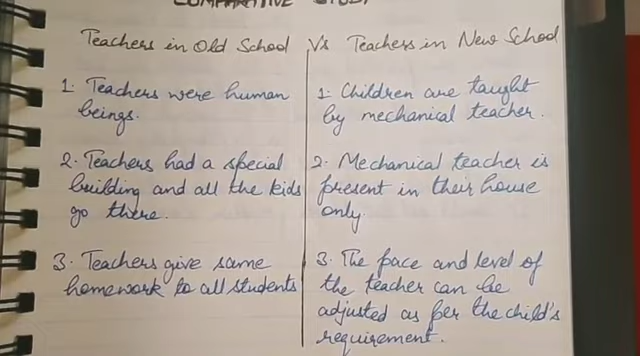 COMPARATIVE STUDY
Teachers in Old School Vs Teachers in New School
1. Teachers were human
beings.
2. Teachers had a special
building and all the kids
go there.
3. Teachers give same
homework to all students
1. Children are taught
by mechanical teacher.
2. Mechanical teacher is
present in their house
only.
3. The pace and level of
the teacher can be
adjusted as per the child's
requirement.